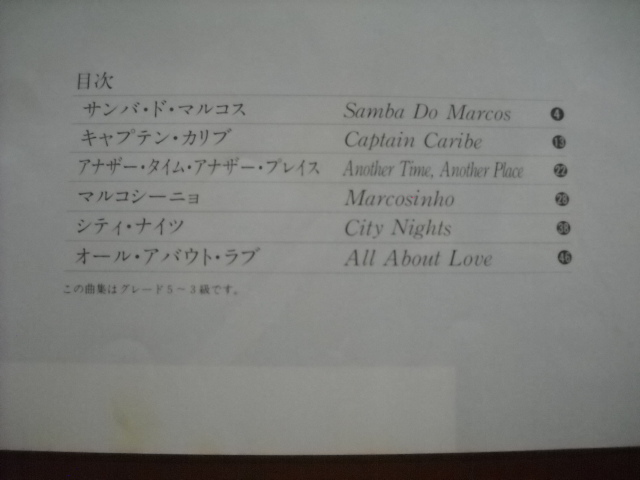 目次
サンバ・ド・マルコス Samba Do Marcos 4
キャプテン・カリブ Captain Caribe 13
アナザー・タイム・アナザー・プレイス Another Time, Another Place 22
マルコシーニョ Marcosinho 28
シティ・ナイツ City Nights 38
オール・アバウト・ラブ All About Love 46
この曲集はグレード5～3級です。